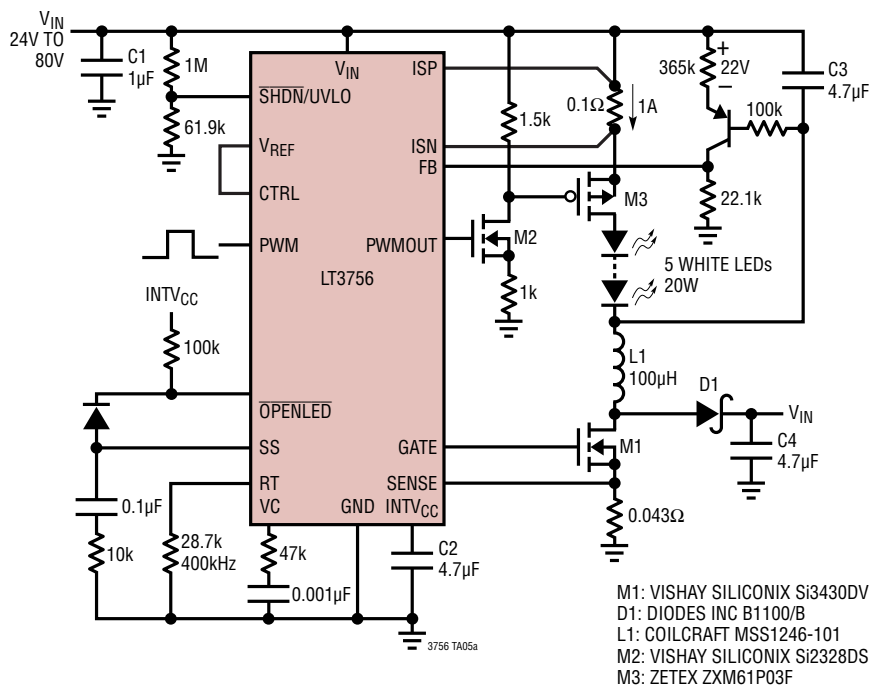 VIN
24V TO
80V
C1
1µF
1M
61.9k
VIN
SHDN/UVLO
VREF
CTRL
PWM
LT3756
OPENLED
SS
RT
VC
GND
INTVCC
ISP
ISN
FB
PWMOUT
GATE
SENSE
INTVCC
100k
0.1µF
10k
28.7k
400kHz
47k
0.001µF
C2
4.7µF
1.5k
M2
1k
0.1Ω
1A
M3
5 WHITE LEDs
20W
365k
+
22V
–
100k
C3
4.7µF
22.1k
L1
100µH
D1
VIN
C4
4.7µF
M1
0.043Ω
3756 TA05a
M1: VISHAY SILICONIX Si3430DV
D1: DIODES INC B1100/B
L1: COILCRAFT MSS1246-101
M2: VISHAY SILICONIX Si2328DS
M3: ZETEX ZXM61P03F